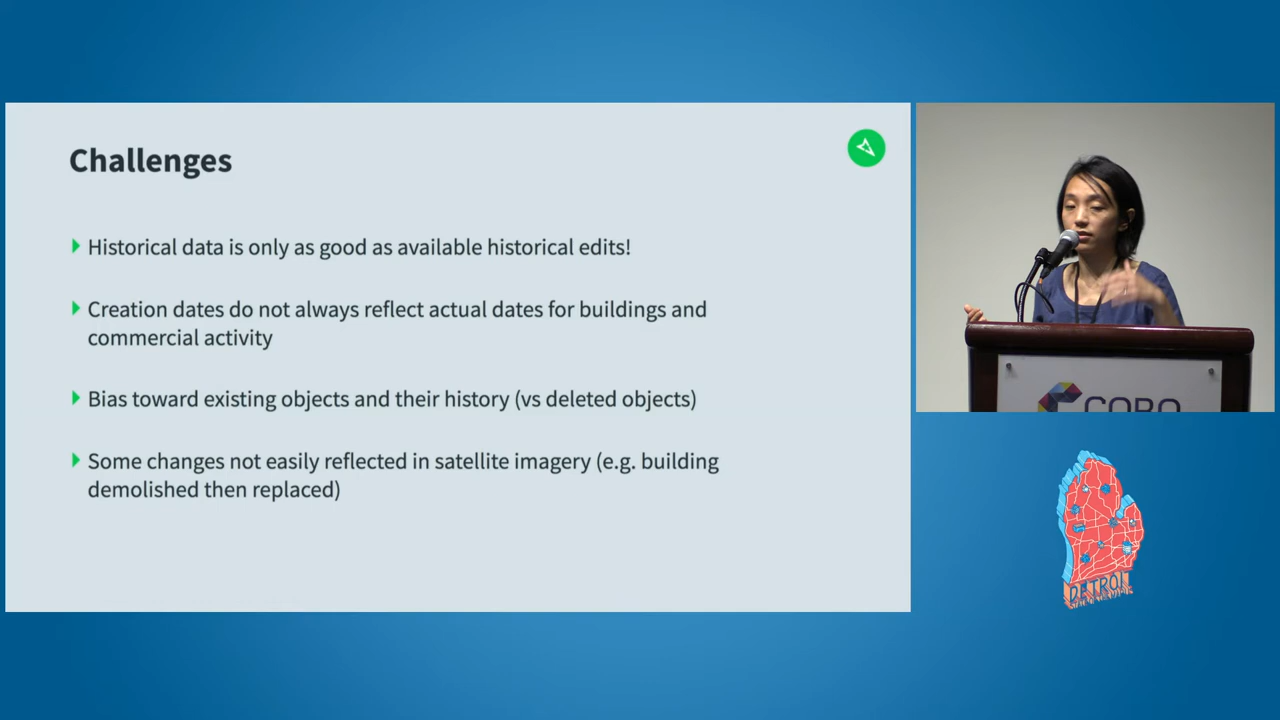 Challenges
Historical data is only as good as available historical edits!
Creation dates do not always reflect actual dates for buildings and
commercial activity
Bias toward existing objects and their history (vs deleted objects)
Some changes not easily reflected in satellite imagery (e.g. building
demolished then replaced)
COBO
DETROIT